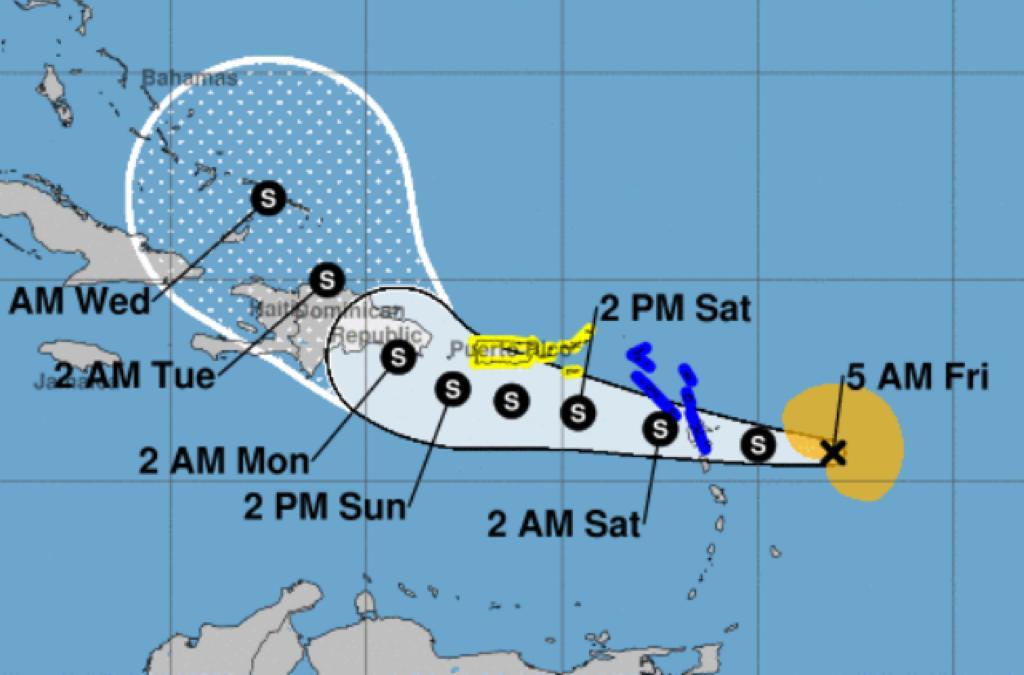 Bahamas
S
AM Wed
S
2 PM Sat
Haiti
Dominican
Republic
Puerto Rico
Jamaica
2 AM Tue
5 AM Fri
S
S
S
S
S
S
2 AM Mon
2 PM Sun
2 AM Sat